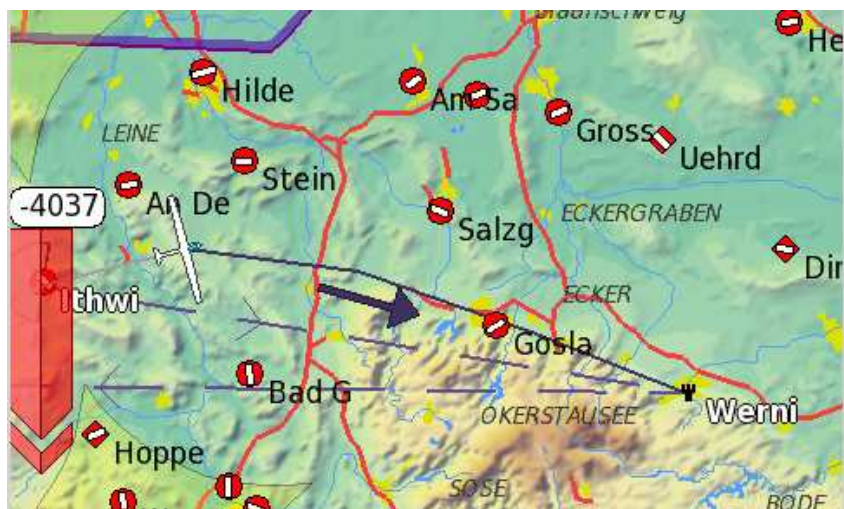 Braunschweig
He
Hilde
Am Sa
Gross
LEINE
Uehrd
Stein
An De
-4037
ECKERGRABEN
Salzg
Din
Ithwi
ECKER
Gosla
Bad G
OKERSTAUSEE
Werni
Hoppe
SOSE
BODE